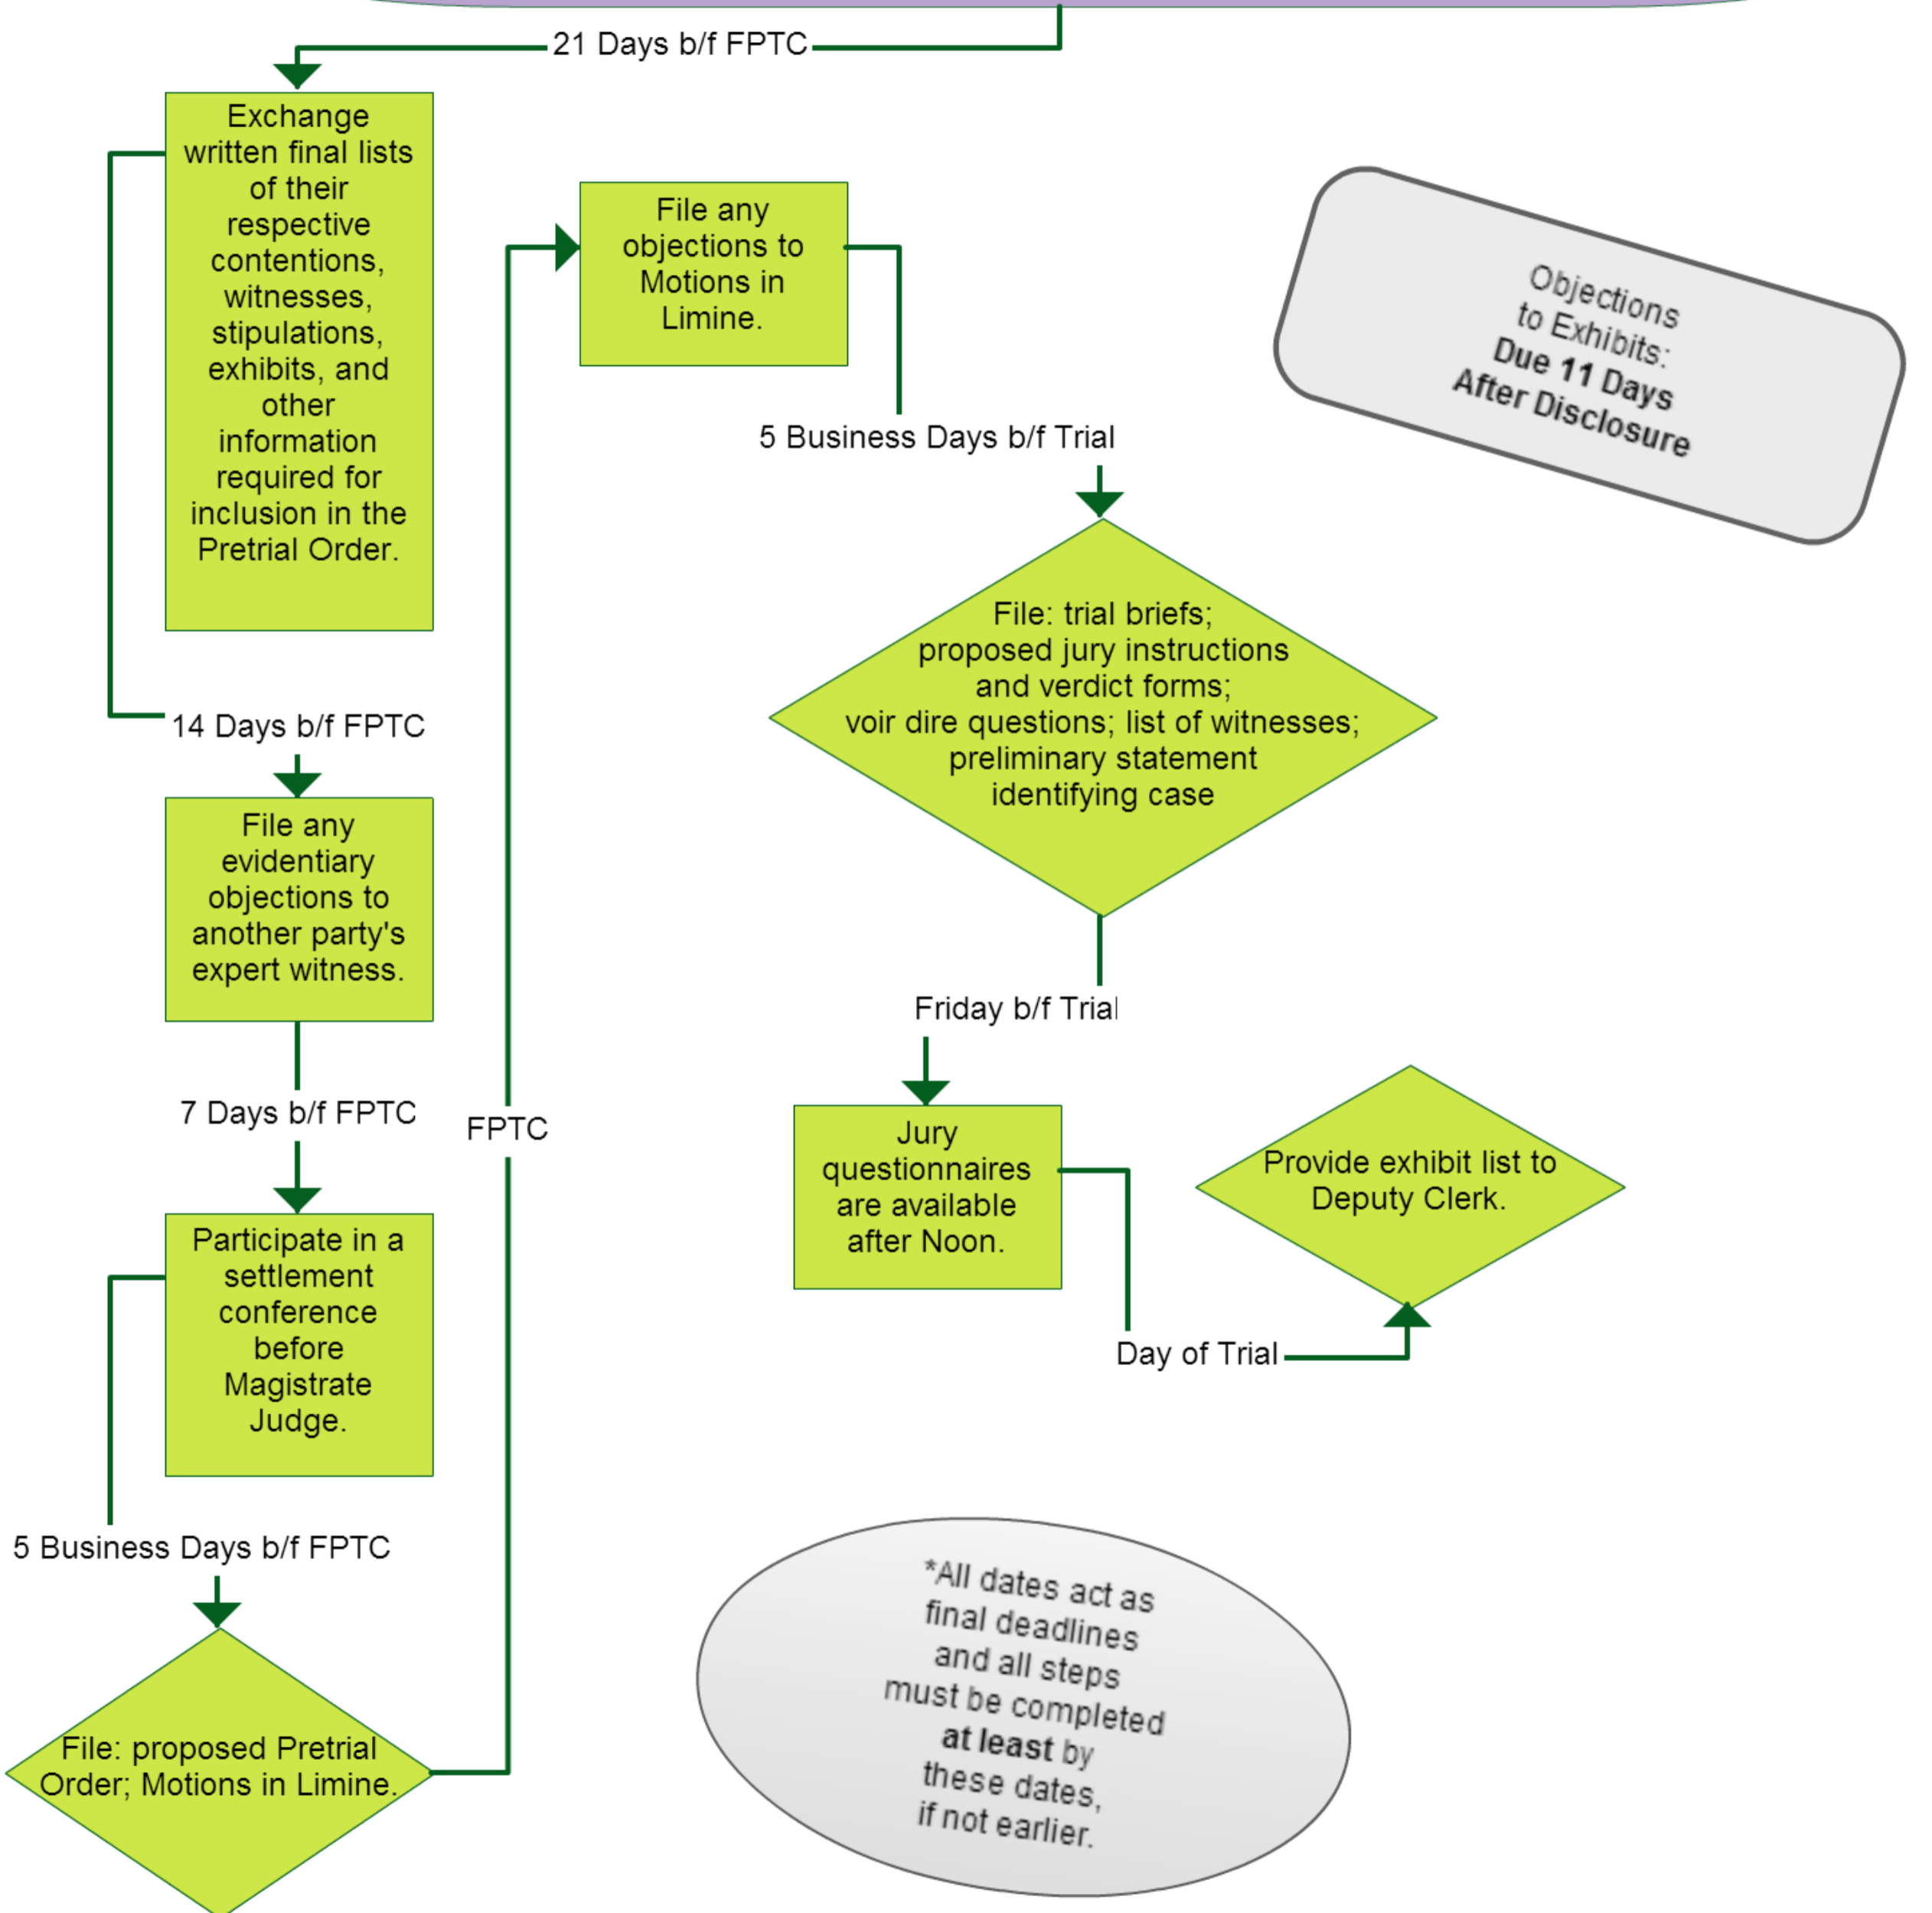 21 Days b/f FPTC
Exchange
written final lists
of their
respective
contentions,
witnesses,
stipulations,
exhibits, and
other
information
required for
inclusion in the
Pretrial Order.
14 Days b/f FPTC
File any
evidentiary
objections to
another party's
expert witness.
7 Days b/f FPTC
Participate in a
settlement
conference
before
Magistrate
Judge.
5 Business Days b/f FPTC
File: proposed Pretrial
Order; Motions in Limine.
FPTC
File any
objections to
Motions in
Limine.
5 Business Days b/f Trial
File: trial briefs;
proposed jury instructions
and verdict forms;
voir dire questions; list of witnesses;
preliminary statement
identifying case
Friday b/f Trial
Jury
questionnaires
are available
after Noon.
Day of Trial
Provide exhibit list to
Deputy Clerk.
Objections
to Exhibits:
Due 11 Days
After Disclosure
*All dates act as
final deadlines
and all steps
must be completed
at least by
these dates,
if not earlier.